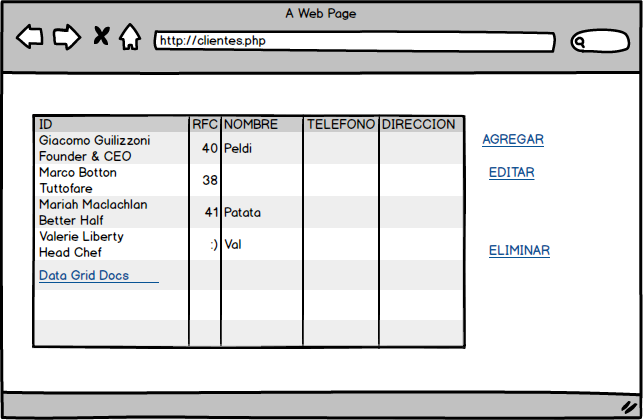 A Web Page
http://clientes.php
ID RFC NOMBRE TELEFONO DIRECCION
Giacomo Guilizzoni
Founder & CEO 40 Peldi
Marco Botton
Tuttofare 38
Mariah Maclachlan
Better Half 41 Patata
Valerie Liberty
Head Chef :) Val
Data Grid Docs
AGREGAR
EDITAR
ELIMINAR